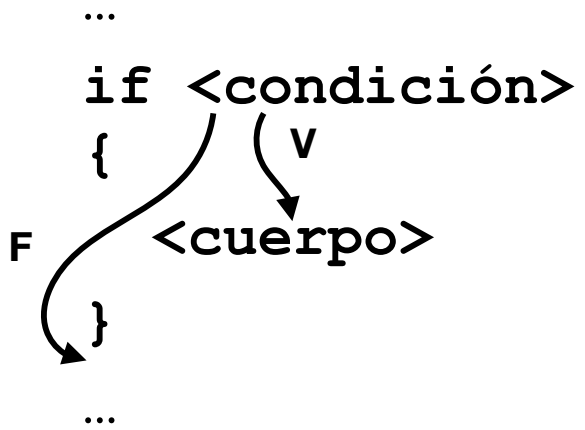 ...
if <condición>
{
V
<cuerpo>
F
}
...